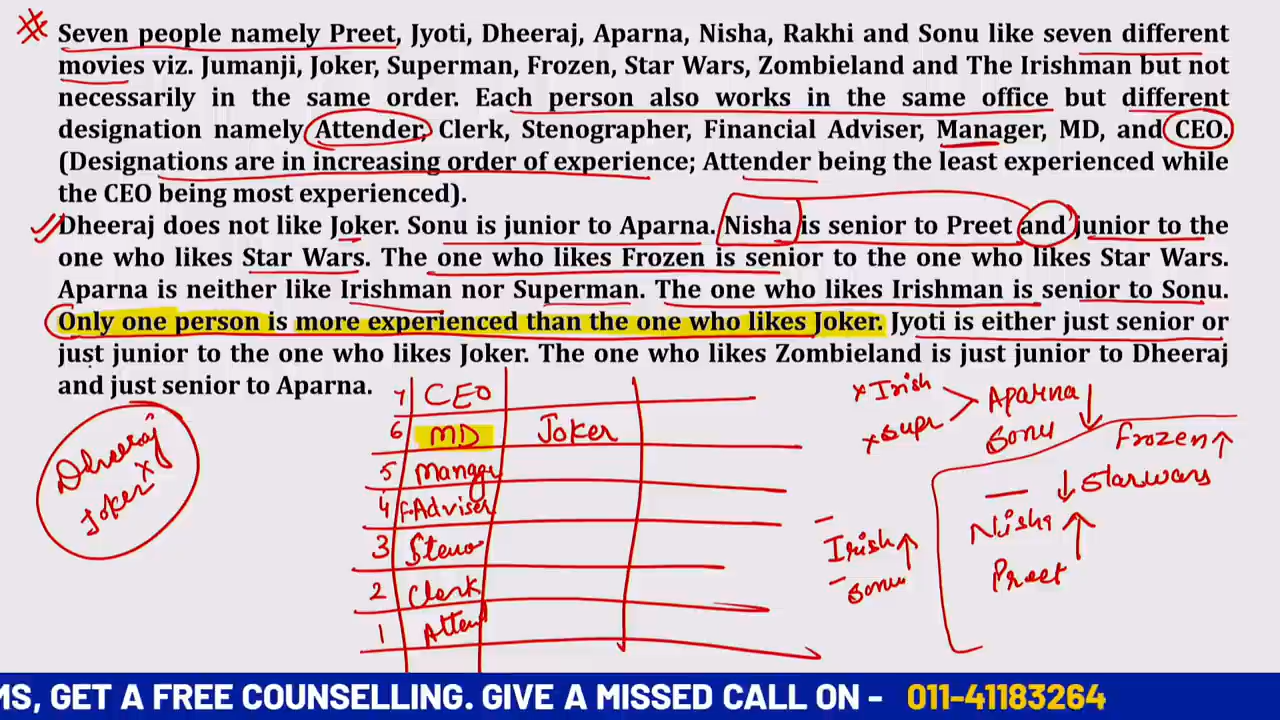 Seven people namely Preet, Jyoti, Dheeraj, Aparna, Nisha, Rakhi and Sonu like seven different
movies viz. Jumanji, Joker, Superman, Frozen, Star Wars, Zombieland and The Irishman but not
necessarily in the same order. Each person also works in the same office but different
designation namely Attender, Clerk, Stenographer, Financial Adviser, Manager, MD, and CEO.
(Designations are in increasing order of experience; Attender being the least experienced while
the CEO being most experienced).
Dheeraj does not like Joker. Sonu is junior to Aparna. Nisha is senior to Preet and junior to the
one who likes Star Wars. The one who likes Frozen is senior to the one who likes Star Wars.
Aparna is neither like Irishman nor Superman. The one who likes Irishman is senior to Sonu.
Only one person is more experienced than the one who likes Joker. Jyoti is either just senior or
just junior to the one who likes Joker. The one who likes Zombieland is just junior to Dheeraj
and just senior to Aparna.
7 CEO
6 MD Joker
5 Manger
4 F.Adviser
3 Steno
2 Clerk
1 Atten
Dheeraj
Joker x
x Irish
x Supr
Aparna
Sonu
Frozen ↑
↓ Starwars
Nisha ↑
Preet
Irish ↑
Sonu
MS, GET A FREE COUNSELLING. GIVE A MISSED CALL ON - 011-41183264